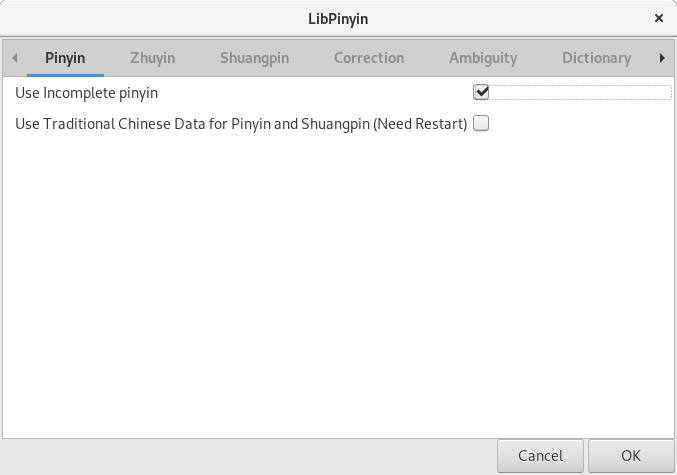 LibPinyin
Pinyin Zhuyin Shuangpin Correction Ambiguity Dictionary
Use Incomplete pinyin
Use Traditional Chinese Data for Pinyin and Shuangpin (Need Restart)
Cancel OK